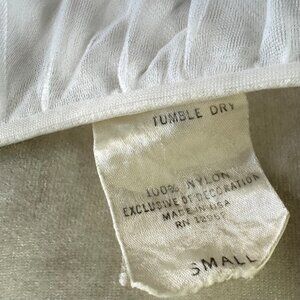 TUMBLE DRY
100% NYLON
EXCLUSIVE OF DECORATION
MADE IN USA
RN
SMALL